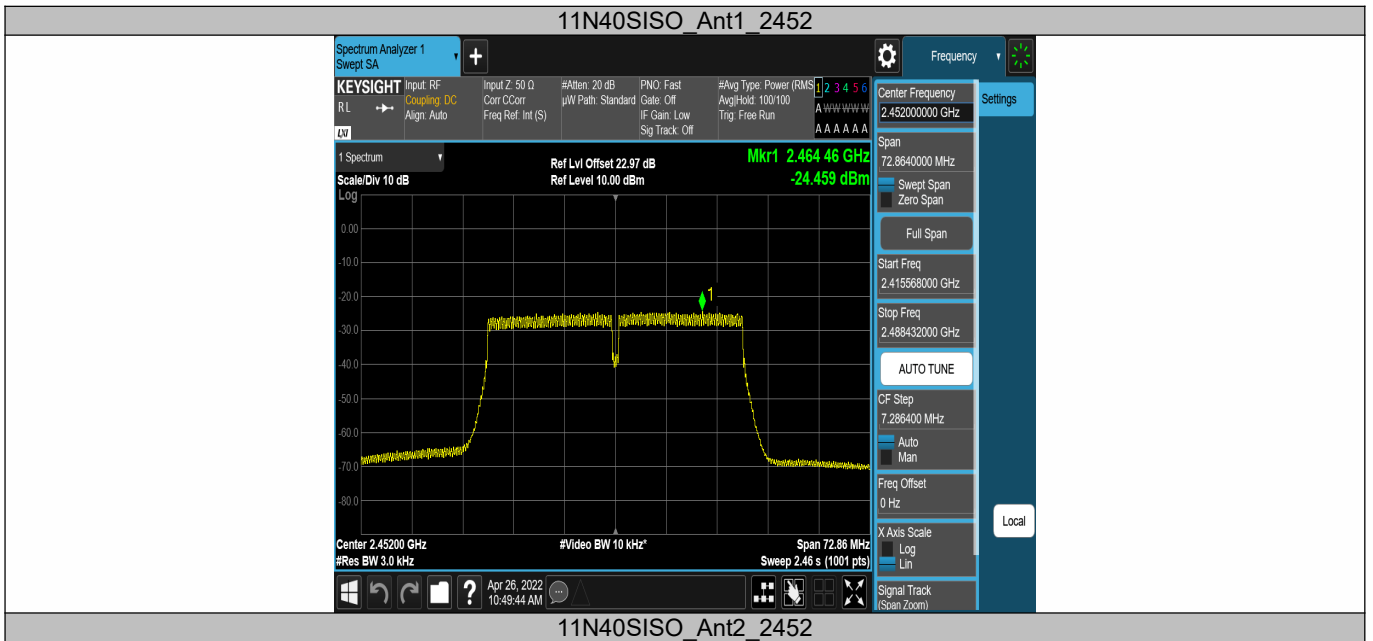 11N40SISO_Ant1_2452
Spectrum Analyzer 1
Swept SA
+
Frequency
KEYSIGHT
R L
LXI
Input: RF
Coupling: DC
Align: Auto
Input Z: 50 Ω
Corr CCorr
Freq Ref: Int (S)
#Atten: 20 dB
µW Path: Standard
PNO: Fast
Gate: Off
IF Gain: Low
Sig Track: Off
#Avg Type: Power (RMS
Avg|Hold: 100/100
Trig: Free Run
1 2 3 4 5 6
A W W W W W
A A A A A A
Center Frequency
2.452000000 GHz
Settings
Span
72.8640000 MHz
Swept Span
Zero Span
Full Span
Start Freq
2.415568000 GHz
Stop Freq
2.488432000 GHz
AUTO TUNE
CF Step
7.286400 MHz
Auto
Man
Freq Offset
0 Hz
X Axis Scale
Log
Lin
Signal Track
(Span Zoom)
Local
1 Spectrum
Scale/Div 10 dB
Ref Lvl Offset 22.97 dB
Ref Level 10.00 dBm
Mkr1 2.464 46 GHz
-24.459 dBm
Log
0.00
-10.0
-20.0
-30.0
-40.0
-50.0
-60.0
-70.0
-80.0
1
Center 2.45200 GHz
#Res BW 3.0 kHz
#Video BW 10 kHz*
Span 72.86 MHz
Sweep 2.46 s (1001 pts)
?
Apr 26, 2022
10:49:44 AM
11N40SISO_Ant2_2452